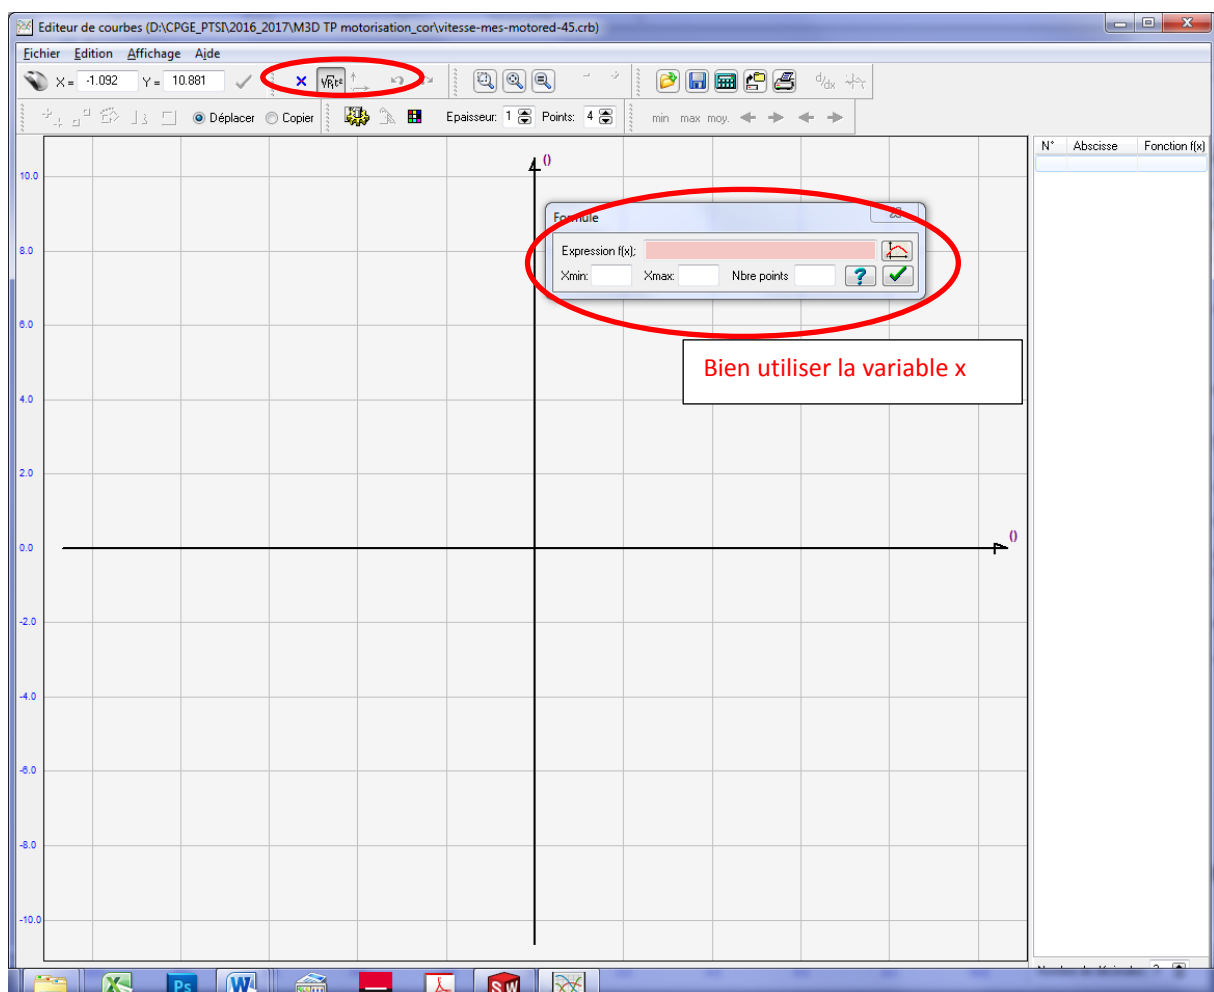 Editeur de courbes (D:\CPGE_PTSI\2016_2017\M3D TP motorisation_cor\vitesse-mes-motored-45.crb)
Fichier Edition Affichage Aide
X = -1.092 Y = 10.881
d/dx
Déplacer Copier Epaisseur: 1 Points: 4 min max moy.
N° Abscisse Fonction f(x)
()
10.0
Formule
8.0
Expression f(x);
Xmin: Xmax: Nbre points
6.0
Bien utiliser la variable x
4.0
2.0
0.0
()
-2.0
-4.0
-6.0
-8.0
-10.0
Ps W SW